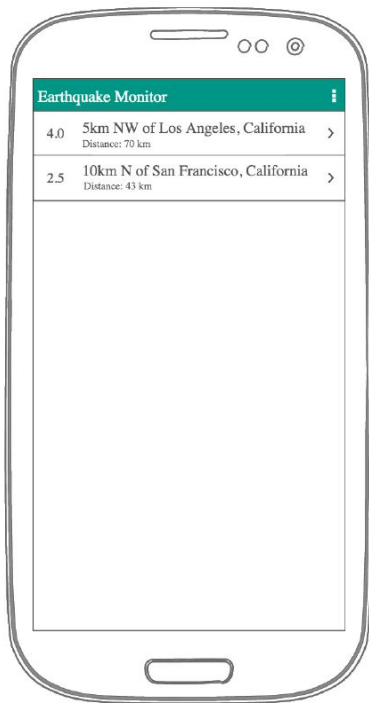 Earthquake Monitor
4.0
5km NW of Los Angeles, California
Distance: 70 km
2.5
10km N of San Francisco, California
Distance: 43 km